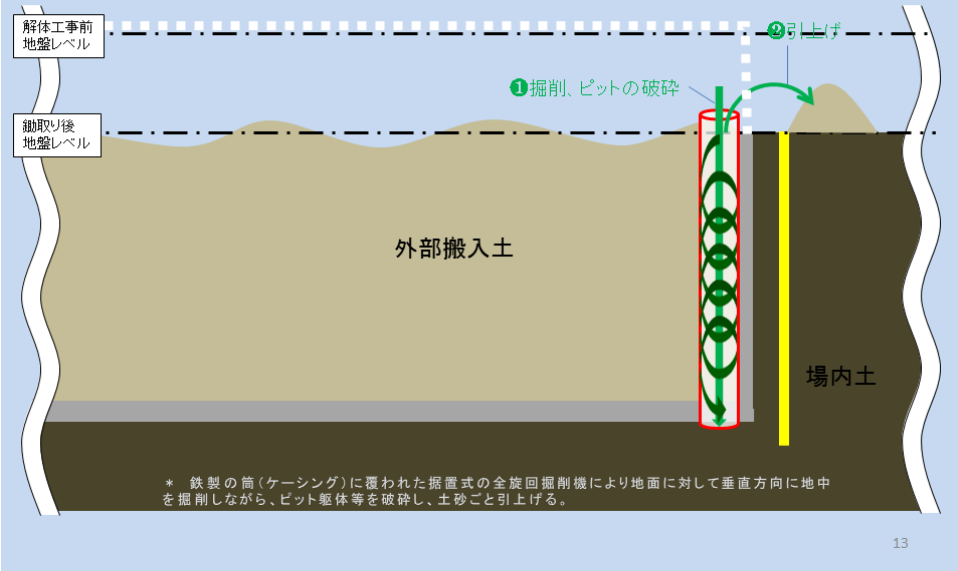 解体工事前
地盤レベル
❷引上げ
❶掘削、ピットの破砕
鋤取り後
地盤レベル
外部搬入土
場内土
＊　鉄製の筒（ケーシング）に覆われた据置式の全旋回掘削機により地面に対して垂直方向に地中
を掘削しながら、ピット躯体等を破砕し、土砂ごと引上げる。
13